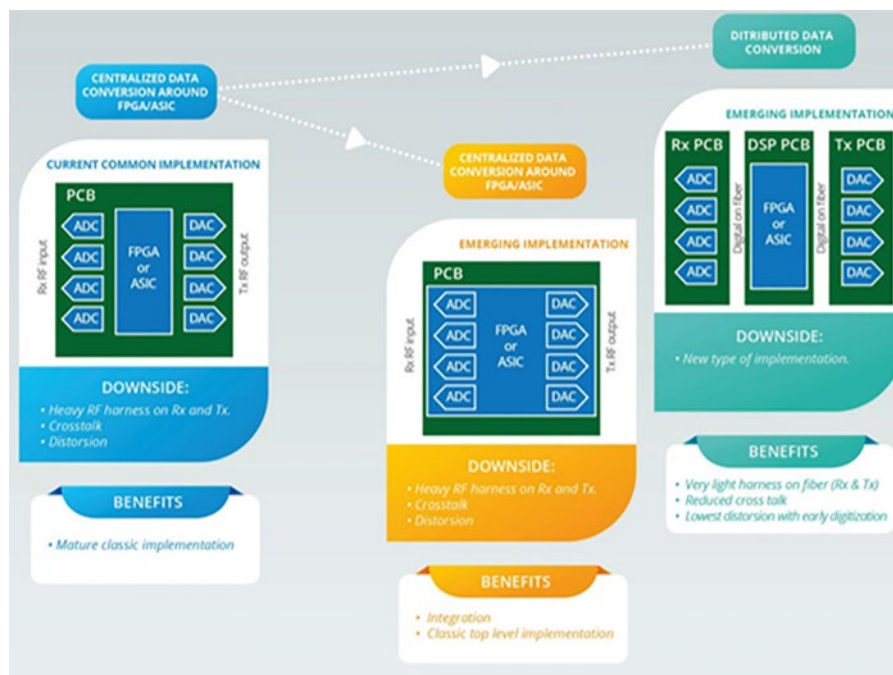 CENTRALIZED DATA
CONVERSION AROUND
FPGA/ASIC
CURRENT COMMON IMPLEMENTATION
PCB
Rx RF input
ADC
ADC
ADC
ADC
FPGA
or
ASIC
DAC
DAC
DAC
DAC
Tx RF output
DOWNSIDE:
• Heavy RF harness on Rx and Tx.
• Crosstalk
• Distorsion
BENEFITS
• Mature classic implementation
CENTRALIZED DATA
CONVERSION AROUND
FPGA/ASIC
EMERGING IMPLEMENTATION
PCB
Rx RF input
ADC
ADC
ADC
ADC
FPGA
or
ASIC
DAC
DAC
DAC
DAC
Tx RF output
DOWNSIDE:
• Heavy RF harness on Rx and Tx.
• Crosstalk
• Distorsion
BENEFITS
• Integration
• Classic top level implementation
DITRIBUTED DATA
CONVERSION
EMERGING IMPLEMENTATION
Rx PCB
ADC
ADC
ADC
ADC
Digital on fiber
DSP PCB
FPGA
or
ASIC
Digital on fiber
Tx PCB
DAC
DAC
DAC
DAC
DOWNSIDE:
• New type of implementation.
BENEFITS
• Very light harness on fiber (Rx & Tx)
• Reduced cross talk
• Lowest distorsion with early digitization